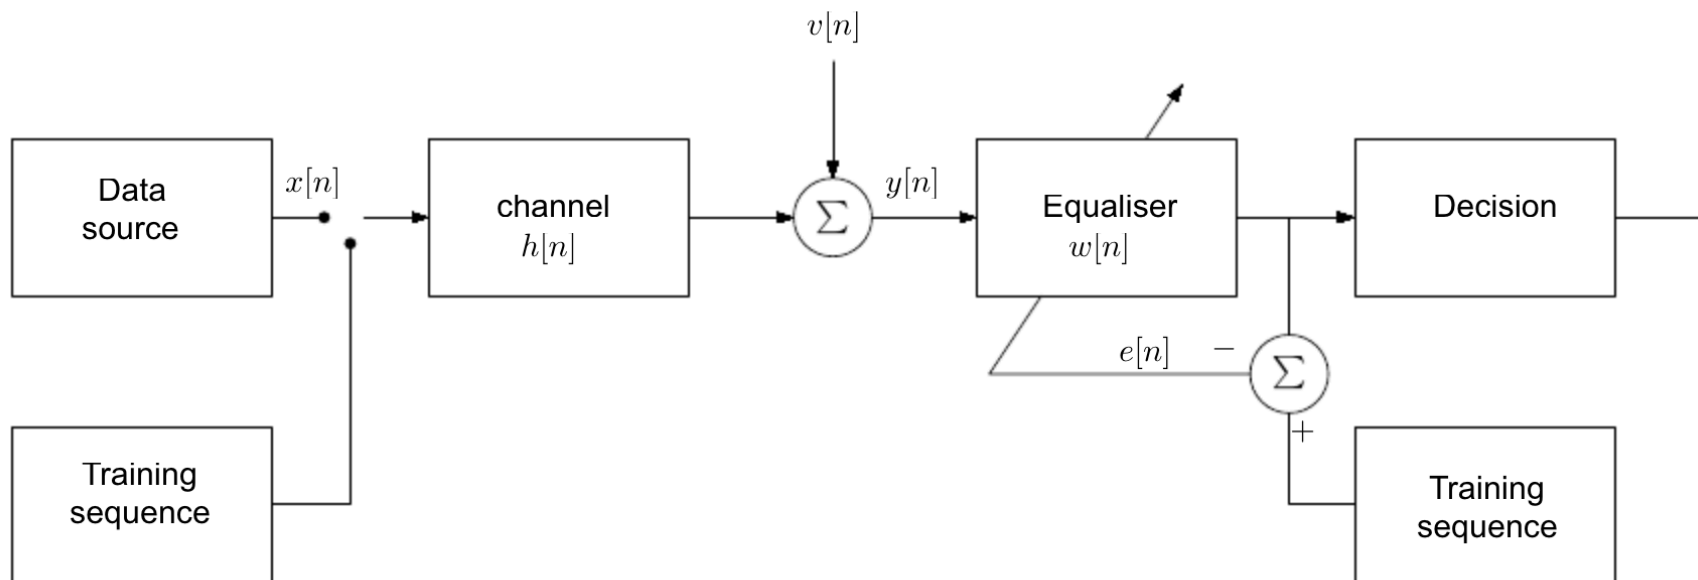 v[n]
Data
source
x[n]
channel
h[n]
Σ
y[n]
Equaliser
w[n]
Decision
e[n]
−
Σ
+
Training
sequence
Training
sequence